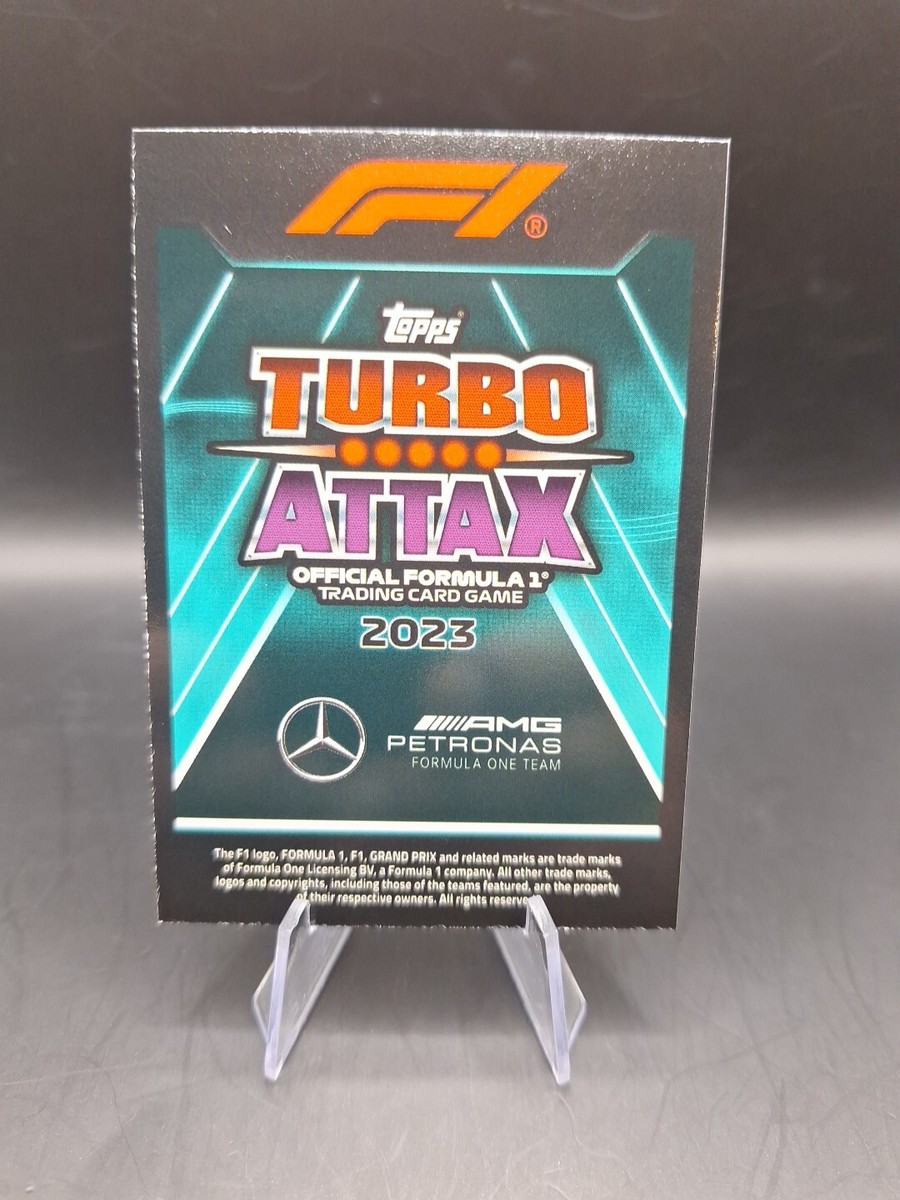 F1®
Topps®
TURBO
ATTAX
OFFICIAL FORMULA 1®
TRADING CARD GAME
2023
AMG
PETRONAS
FORMULA ONE TEAM
The F1 logo, FORMULA 1, F1, GRAND PRIX and related marks are trade marks
of Formula One Licensing BV, a Formula 1 company. All other trade marks,
logos and copyrights, including those of the teams featured, are the property
of their respective owners. All rights